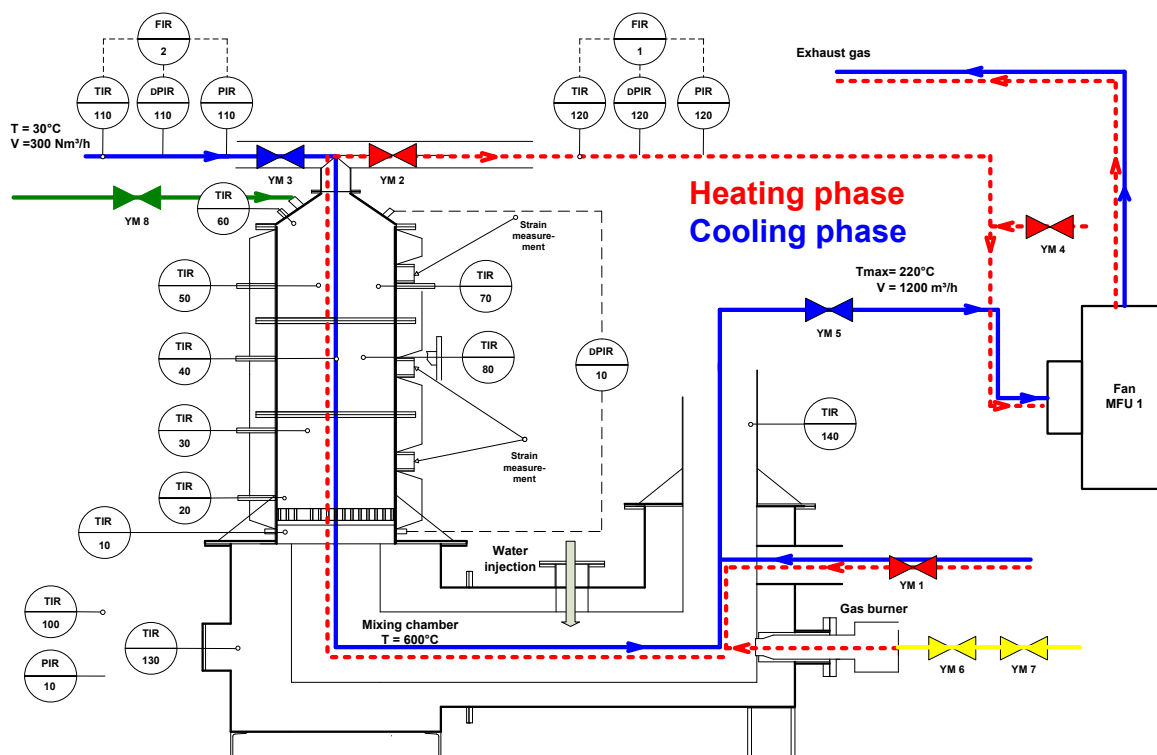 FIR
2
FIR
1
Exhaust gas
TIR
110
DPIR
110
PIR
110
TIR
120
DPIR
120
PIR
120
T = 30°C
V =300 Nm³/h
YM 3
YM 2
TIR
60
YM 8
Heating phase
Cooling phase
Strain
measure-
ment
YM 4
TIR
50
TIR
70
Tmax= 220°C
V = 1200 m³/h
YM 5
TIR
40
TIR
80
DPIR
10
Fan
MFU 1
TIR
30
TIR
140
Strain
measure-
ment
TIR
20
TIR
10
Water
injection
YM 1
TIR
100
Gas burner
Mixing chamber
T = 600°C
TIR
130
PIR
10
YM 6
YM 7